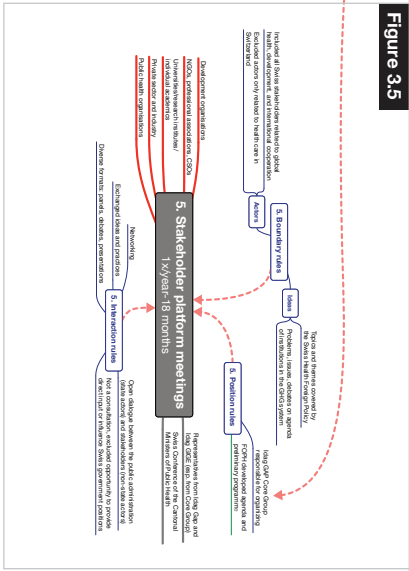 Figure 3.5
Included all Swiss stakeholders related to global
health, development, and international cooperation
Excluded actors only related to health care in
Switzerland
Actors
5. Boundary rules
Ideas
Topics and themes covered by
the Swiss Health Foreign Policy
Problems, issues, debates on agenda
of institutions in the GHG system
Development organisations
NGOs, professional associations, CSOs
Universities/research institutes/
individual academics
Private sector and industry
Public health organisations
5. Stakeholder platform meetings
1x/year-18 months
5. Position rules
Idag GAP Core Group
responsible for organizing
FOPH developed agenda and
preliminary programme
Representatives from Idag Gap and
Idag GIGE (esp. from Core Group)
Swiss Conference of the Cantonal
Ministers of Public Health
Networking
Exchanged ideas and practices
Diverse formats: panels, debates, presentations
5. Interaction rules
Open dialogue between the public administration
(state actors) and stakeholders (non-state actors)
Not a consultation, excluded opportunity to provide
direct input or influence Swiss government positions